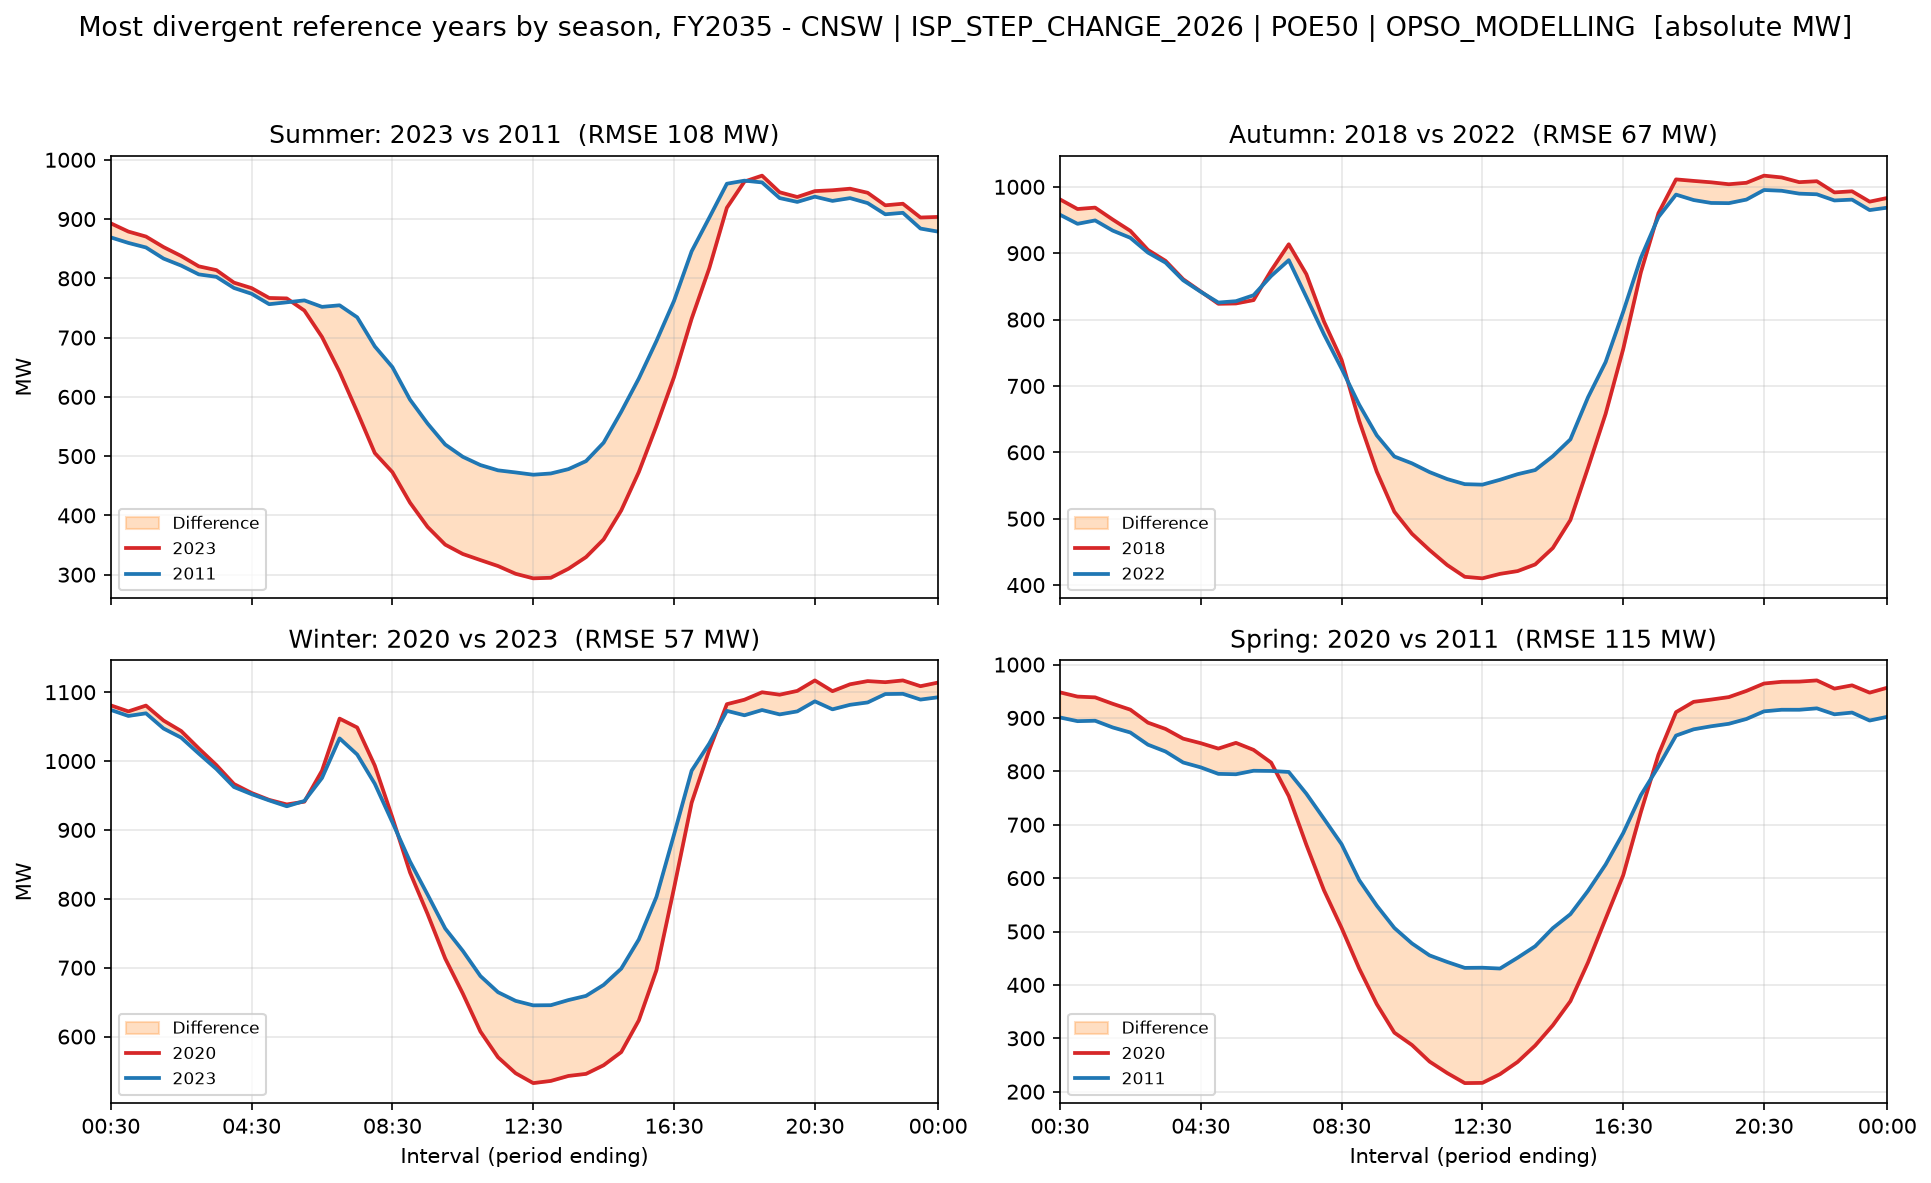 Most divergent reference years by season, FY2035 - CNSW | ISP_STEP_CHANGE_2026 | POE50 | OPSO_MODELLING  [absolute MW]
Summer: 2023 vs 2011  (RMSE 108 MW)
1000
900
800
700
600
500
400
300
MW
Difference
2023
2011
Autumn: 2018 vs 2022  (RMSE 67 MW)
1000
900
800
700
600
500
400
Difference
2018
2022
Winter: 2020 vs 2023  (RMSE 57 MW)
1100
1000
900
800
700
600
MW
Difference
2020
2023
00:30 04:30 08:30 12:30 16:30 20:30 00:00
Interval (period ending)
Spring: 2020 vs 2011  (RMSE 115 MW)
1000
900
800
700
600
500
400
300
200
Difference
2020
2011
00:30 04:30 08:30 12:30 16:30 20:30 00:00
Interval (period ending)